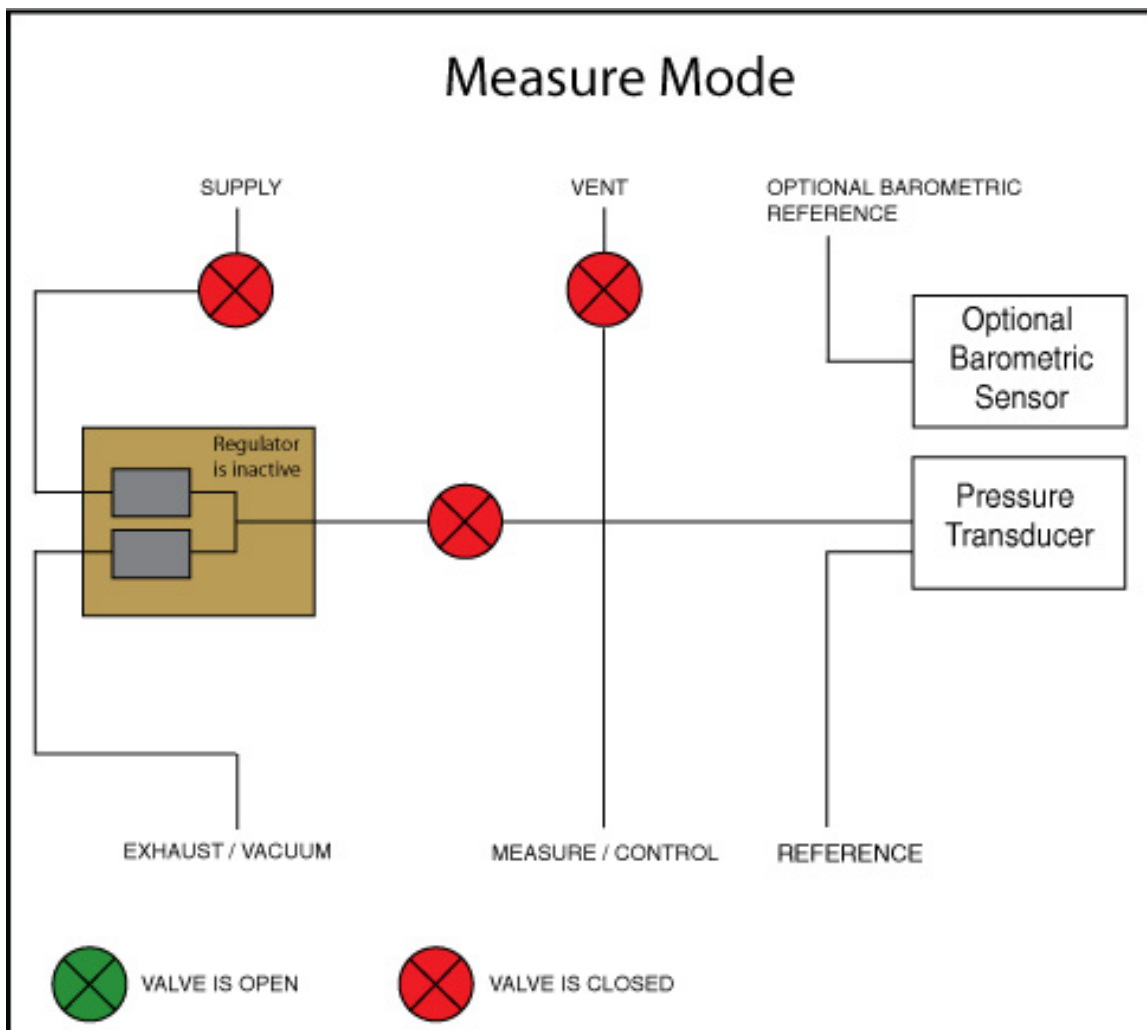 Measure Mode
SUPPLY
VENT
OPTIONAL BAROMETRIC
REFERENCE
Optional
Barometric
Sensor
Regulator
is inactive
Pressure
Transducer
EXHAUST / VACUUM
MEASURE / CONTROL
REFERENCE
VALVE IS OPEN
VALVE IS CLOSED